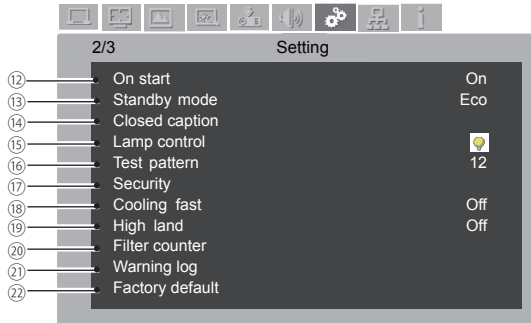 2/3 Setting
⑫ On start On
⑬ Standby mode Eco
⑭ Closed caption
⑮ Lamp control
⑯ Test pattern 12
⑰ Security
⑱ Cooling fast Off
⑲ High land Off
⑳ Filter counter
㉑ Warning log
㉒ Factory default